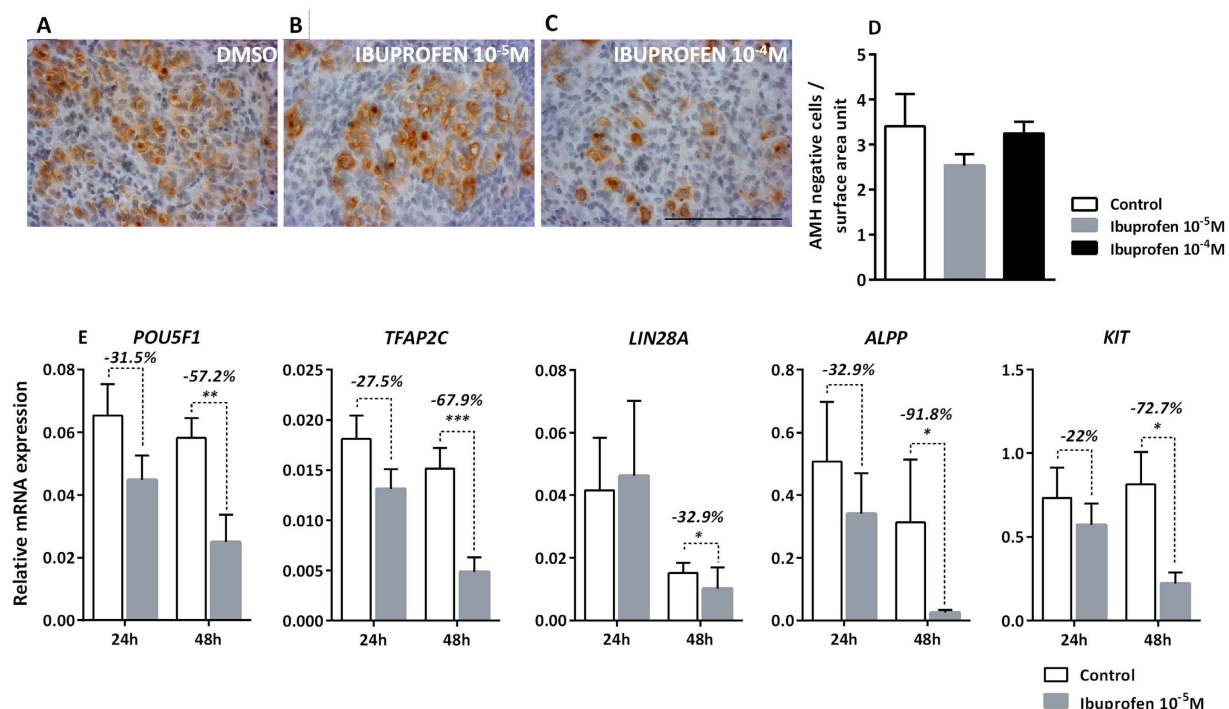 A
B
C
D
DMSO
IBUPROFEN 10⁻⁵M
IBUPROFEN 10⁻⁴M
AMH negative cells /
surface area unit
5
4
3
2
1
0
Control
Ibuprofen 10⁻⁵M
Ibuprofen 10⁻⁴M
E
POU5F1
TFAP2C
LIN28A
ALPP
KIT
Relative mRNA expression
0.08
0.06
0.04
0.02
0.00
-31.5%
-57.2%
**
24h
48h
0.025
0.020
0.015
0.010
0.005
0.000
-27.5%
-67.9%
***
24h
48h
0.08
0.06
0.04
0.02
0.00
-32.9%
*
24h
48h
0.8
0.6
0.4
0.2
0.0
-32.9%
-91.8%
*
24h
48h
1.5
1.0
0.5
0.0
-22%
-72.7%
*
24h
48h
Control
Ibuprofen 10⁻⁵M